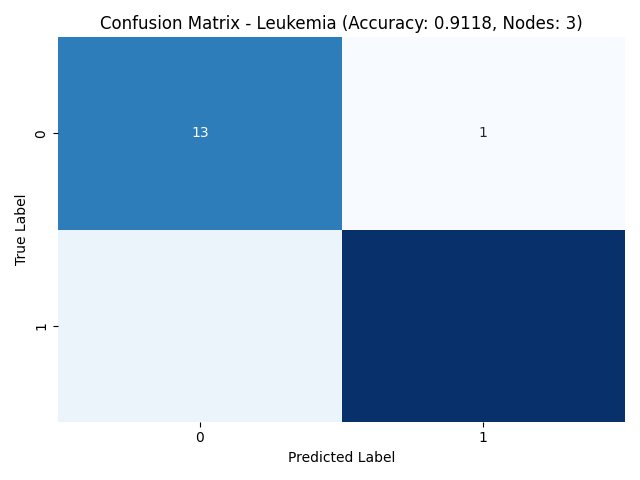 Confusion Matrix - Leukemia (Accuracy: 0.9118, Nodes: 3)
13 1
0
1
True Label
0 1
Predicted Label